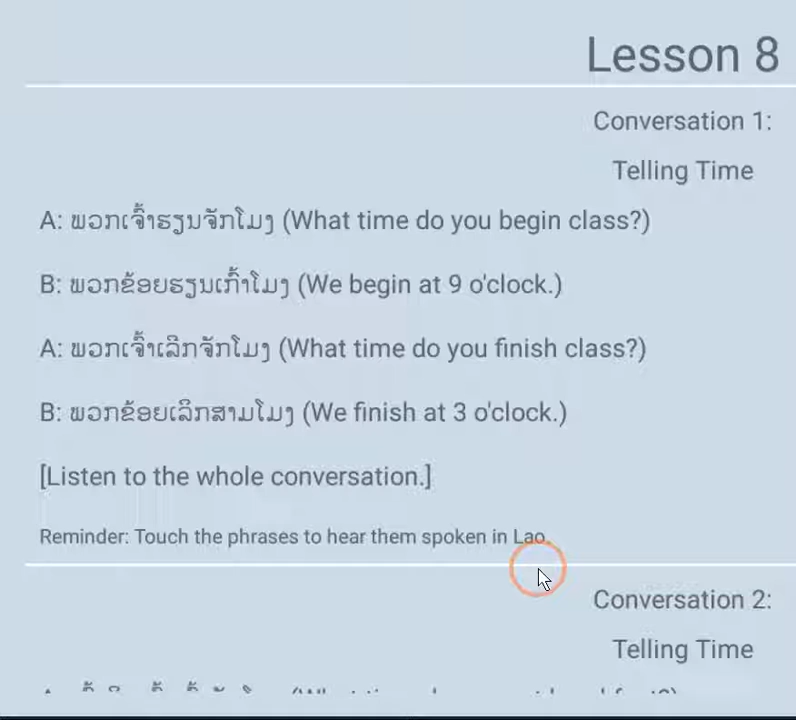 Lesson 8
Conversation 1:
Telling Time
A: ພວກເຈົ້າຮຽນຈັກໂມງ (What time do you begin class?)
B: ພວກຂ້ອຍຮຽນເກົ້າໂມງ (We begin at 9 o'clock.)
A: ພວກເຈົ້າເລີກຈັກໂມງ (What time do you finish class?)
B: ພວກຂ້ອຍເລີກສາມໂມງ (We finish at 3 o'clock.)
[Listen to the whole conversation.]
Reminder: Touch the phrases to hear them spoken in Lao.
Conversation 2:
Telling Time